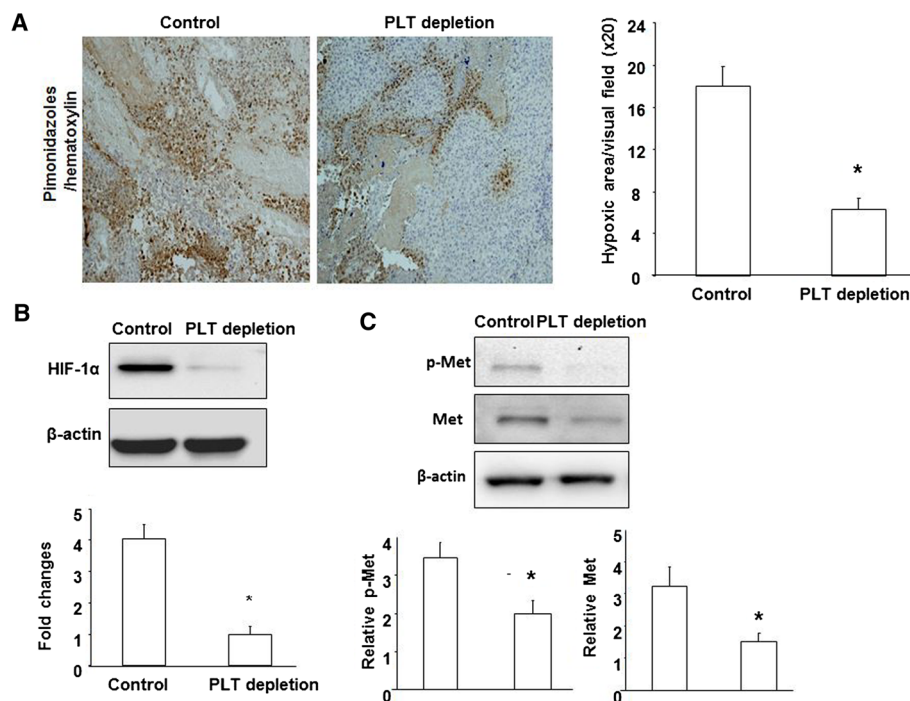 A
Control
PLT depletion
Pimonidazoles
/hematoxylin
Hypoxic area/visual field (x20)
24
20
16
12
8
4
0
*
Control
PLT depletion
B
Control
PLT depletion
HIF-1α
β-actin
Fold changes
5
4
3
2
1
0
*
Control
PLT depletion
C
Control
PLT depletion
p-Met
Met
β-actin
Relative p-Met
4
3
2
1
0
*
Relative Met
5
4
3
2
1
0
*